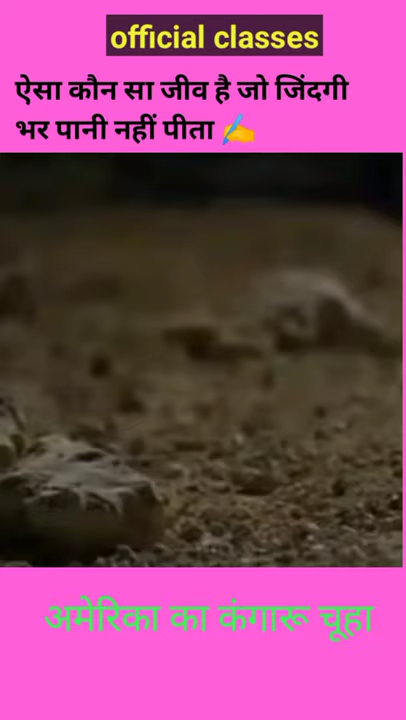 official classes
ऐसा कौन सा जीव है जो जिंदगी
भर पानी नहीं पीता ✍️
अमेरिका का कंगारू चूहा